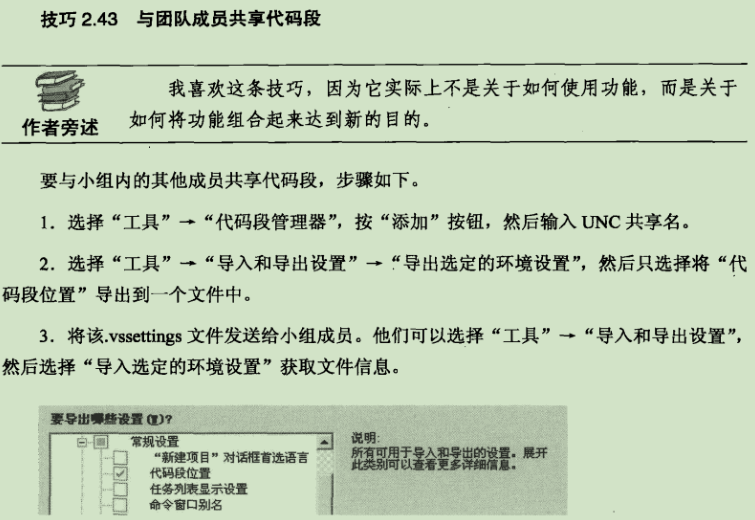 技巧 2.43 与团队成员共享代码段
我喜欢这条技巧，因为它实际上不是关于如何使用功能，而是关于
作者旁述 如何将功能组合起来达到新的目的。
要与小组内的其他成员共享代码段，步骤如下。
1．选择“工具”→“代码段管理器”，按“添加”按钮，然后输入 UNC 共享名。
2．选择“工具”→“导入和导出设置”→“导出选定的环境设置”，然后只选择将“代
码段位置”导出到一个文件中。
3．将该.vssettings 文件发送给小组成员。他们可以选择“工具”→“导入和导出设置”，
然后选择“导入选定的环境设置”获取文件信息。
要导出哪些设置(T)?
常规设置
“新建项目”对话框首选语言
代码段位置
任务列表显示设置
命令窗口别名
说明:
所有可用于导入和导出的设置。展开
此类别可以查看更多详细信息。